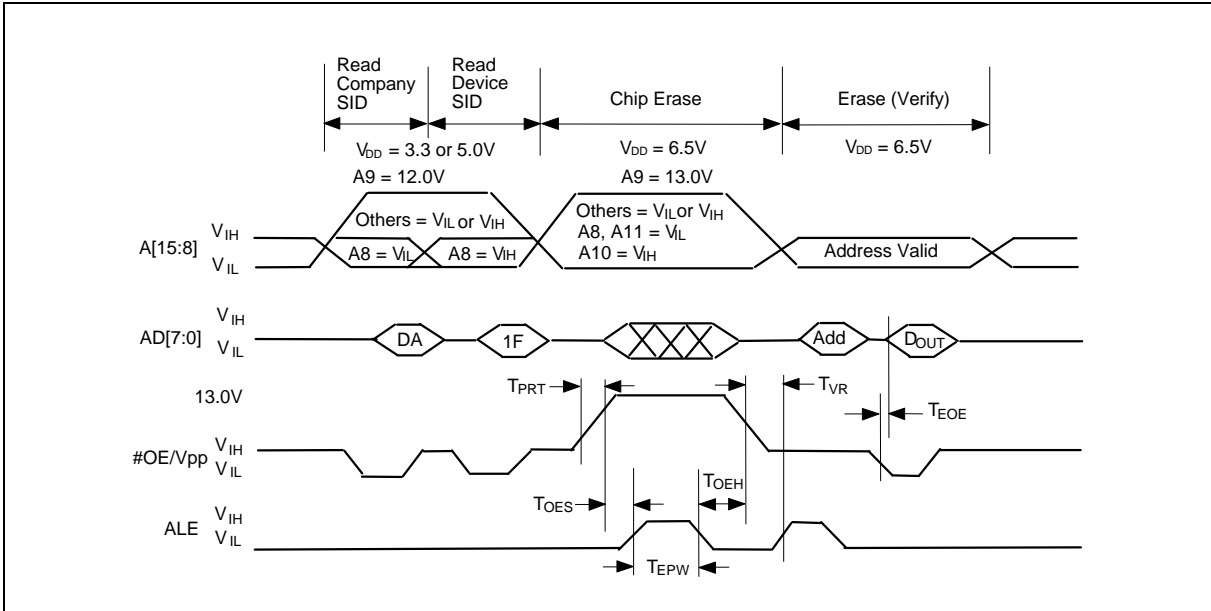 Read Company SID
Read Device SID
Chip Erase
Erase (Verify)
VDD = 3.3 or 5.0V
VDD = 6.5V
VDD = 6.5V
A9 = 12.0V
A9 = 13.0V
Others = VIL or VIH
Others = VIL or VIH
A8, A11 = VIL
A10 = VIH
A[15:8]
VIH
VIL
A8 = VIL
A8 = VIH
Address Valid
AD[7:0]
VIH
VIL
DA
1F
Add
DOUT
TPRT
TVR
13.0V
TEOE
#OE/Vpp
VIH
VIL
TOES
TOEH
ALE
VIH
VIL
TEPW